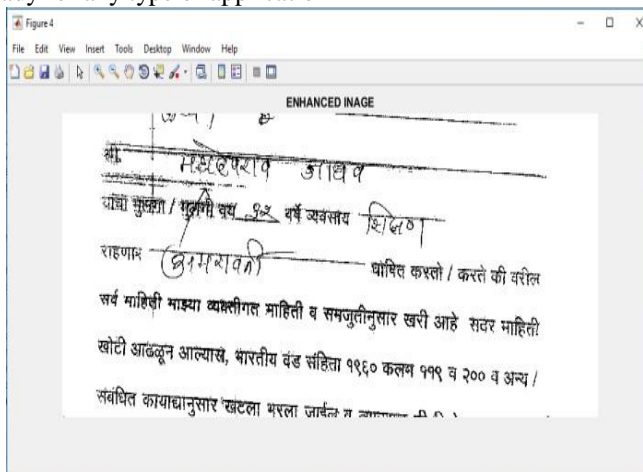 Figure 4
File Edit View Insert Tools Desktop Window Help
ENHANCED INAGE
महादेवराव जाधव
यांचा मुलगा / मुलगी वय १२ वर्षे व्यवसाय शिक्षण
राहणार अमरावती घोषित करतो / करते की वरील
सर्व माहिती माझ्या व्यक्तीगत माहिती व समजुतीनुसार खरी आहे सदर माहिती
खोटी आढळून आल्यास, भारतीय दंड संहिता १९६० कलम १९९ व २०० व अन्य /
संबंधित कायद्यानुसार खटला भरला जाईल व